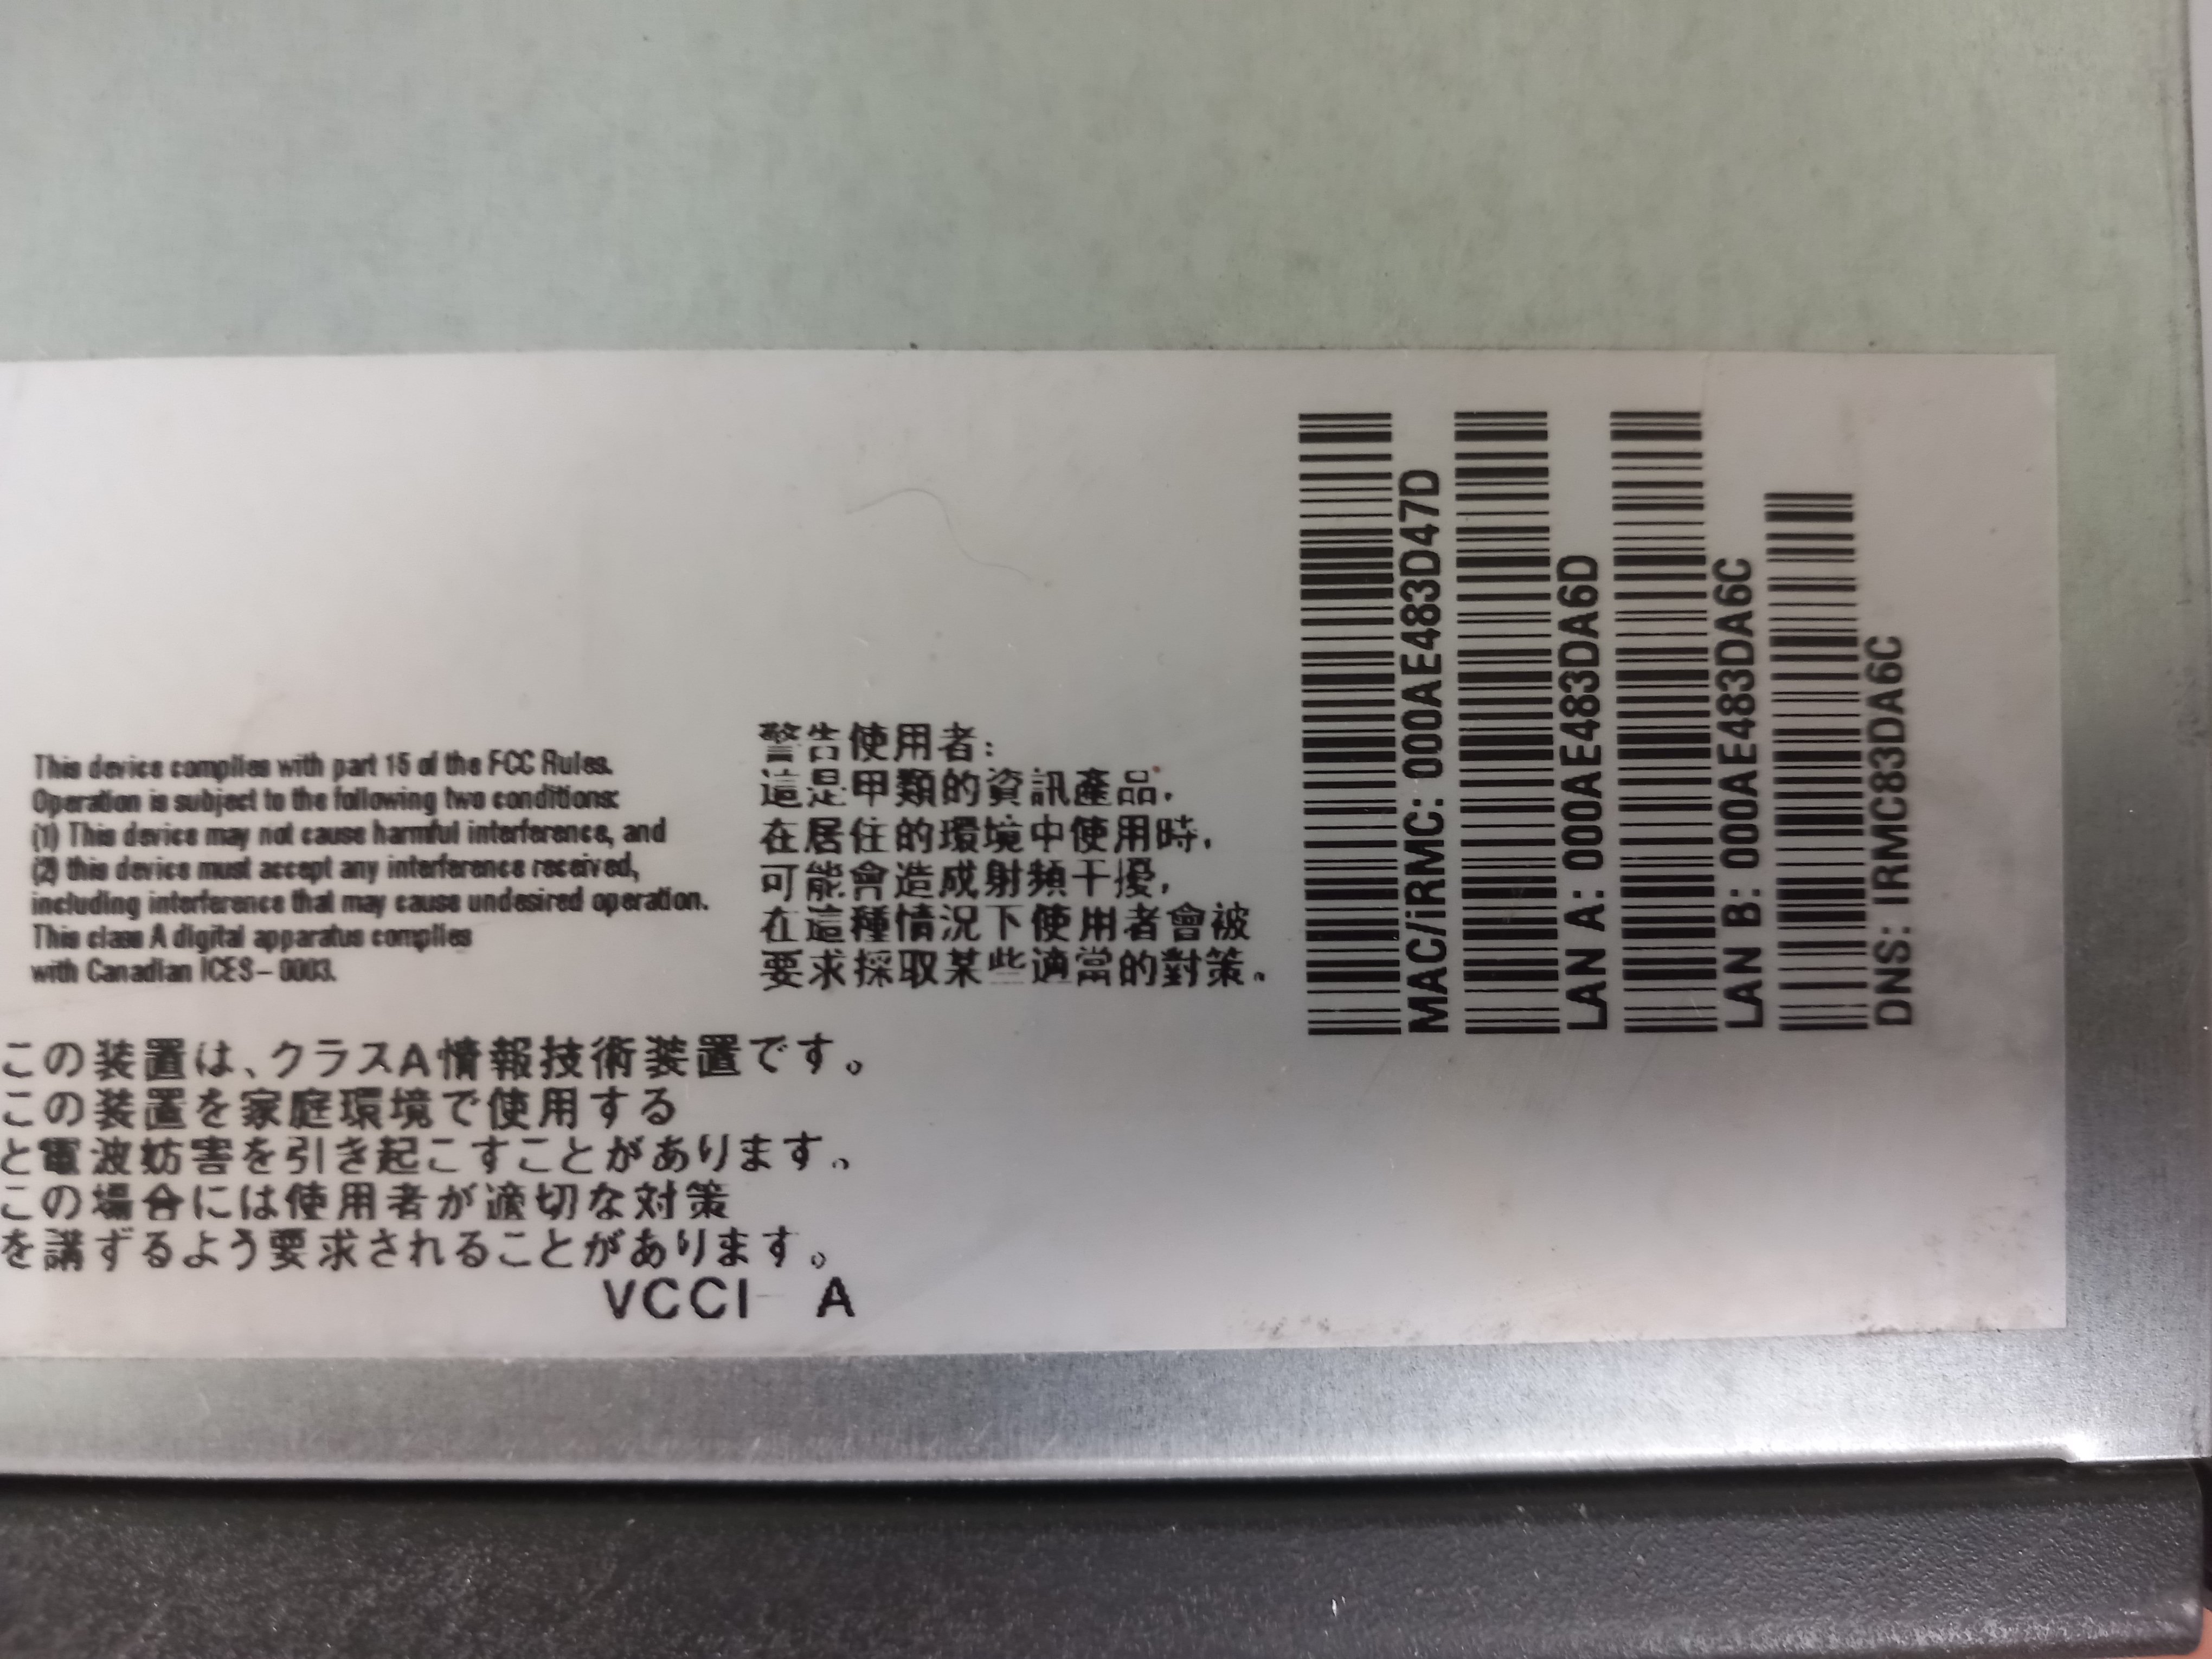 This device complies with part 15 of the FCC Rules.
Operation is subject to the following two conditions:
(1) This device may not cause harmful interference, and
(2) this device must accept any interference received,
including interference that may cause undesired operation.
This class A digital apparatus complies
with Canadian ICES-0003.
警告使用者:
這是甲類的資訊產品,
在居住的環境中使用時,
可能會造成射頻干擾,
在這種情況下使用者會被
要求採取某些適當的對策。
この装置は、クラスA情報技術装置です。
この装置を家庭環境で使用する
と電波妨害を引き起こすことがあります。
この場合には使用者が適切な対策
を講ずるよう要求されることがあります。
VCCI-A
MAC/iRMC: 000AE483D47D
LAN A: 000AE483DA6D
LAN B: 000AE483DA6C
DNS: IRMC83DA6C